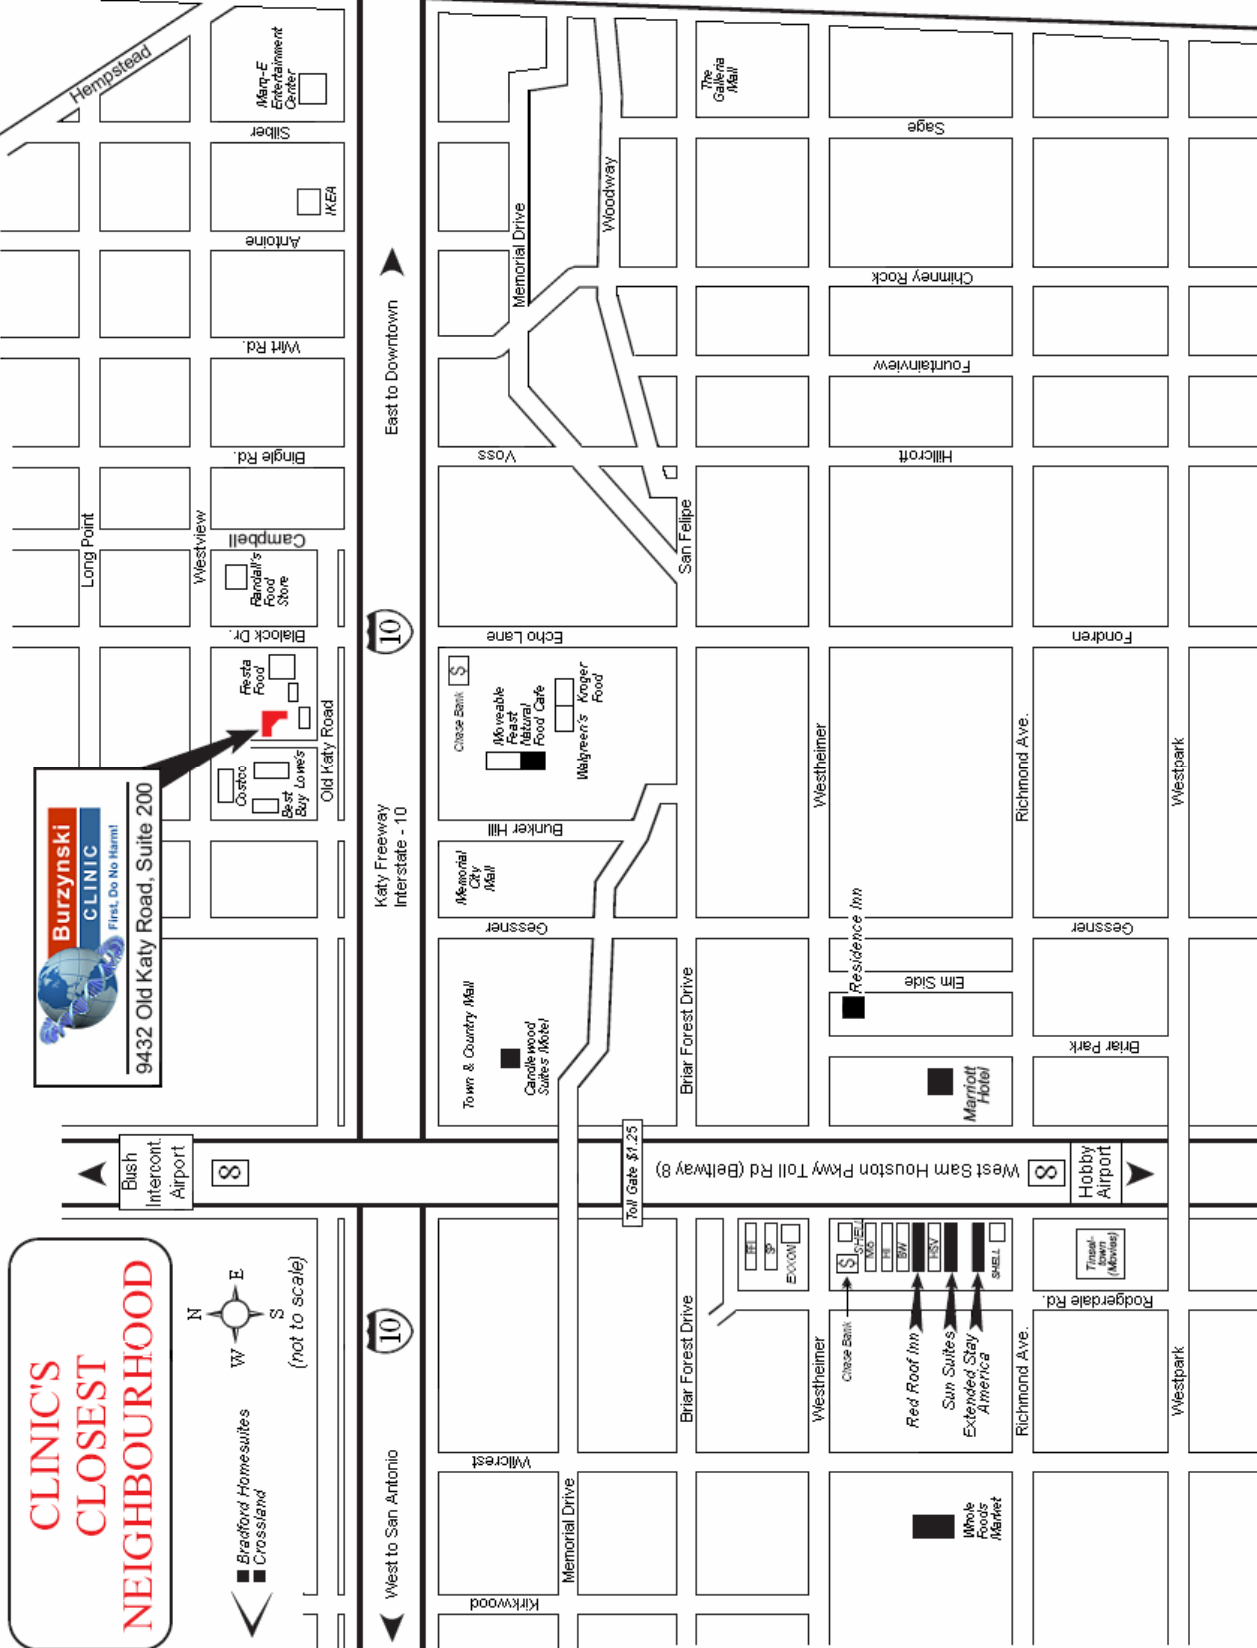 CLINIC'S
CLOSEST
NEIGHBOURHOOD
N
W
E
S
(not to scale)
Bradford Homesuites
Crossland
Burzynski
CLINIC
First, Do No Harm!
9432 Old Katy Road, Suite 200
Bush
Intercont.
Airport
8
Hempstead
Long Point
Westview
Campbell
Bingle Rd.
Wirt Rd.
Antoine
Silber
Blalock Dr.
Marq-E
Entertainment
Center
IKEA
Randall's
Food
Store
Fiesta
Food
Costco
Best
Buy
Lowe's
Old Katy Road
West to San Antonio
10
Katy Freeway
Interstate - 10
10
East to Downtown
Kirkwood
Wilcrest
Gessner
Bunker Hill
Echo Lane
Voss
Town & Country Mall
Candlewood
Suites Motel
Memorial
City
Mall
Chase Bank
$
Moveable
Feast
Natural
Food Cafe
Walgreen's
Kroger
Food
Memorial Drive
Memorial Drive
Woodway
San Felipe
The
Galleria
Mall
Toll Gate $1.25
West Sam Houston Pkwy Toll Rd (Beltway 8)
8
Hobby
Airport
Briar Forest Drive
Briar Forest Drive
EXXON
SP
Westheimer
Westheimer
Chase Bank
$
SHELL
HI
BW
HSV
Red Roof Inn
Sun Suites
Extended Stay
America
SHELL
Residence Inn
Elm Side
Marriott
Hotel
Gessner
Briar Park
Fondren
Hillcroft
Fountainview
Chimney Rock
Sage
Richmond Ave.
Richmond Ave.
Tinsel-
town
(Movies)
Rodgerdale Rd.
Whole
Foods
Market
Westpark
Westpark